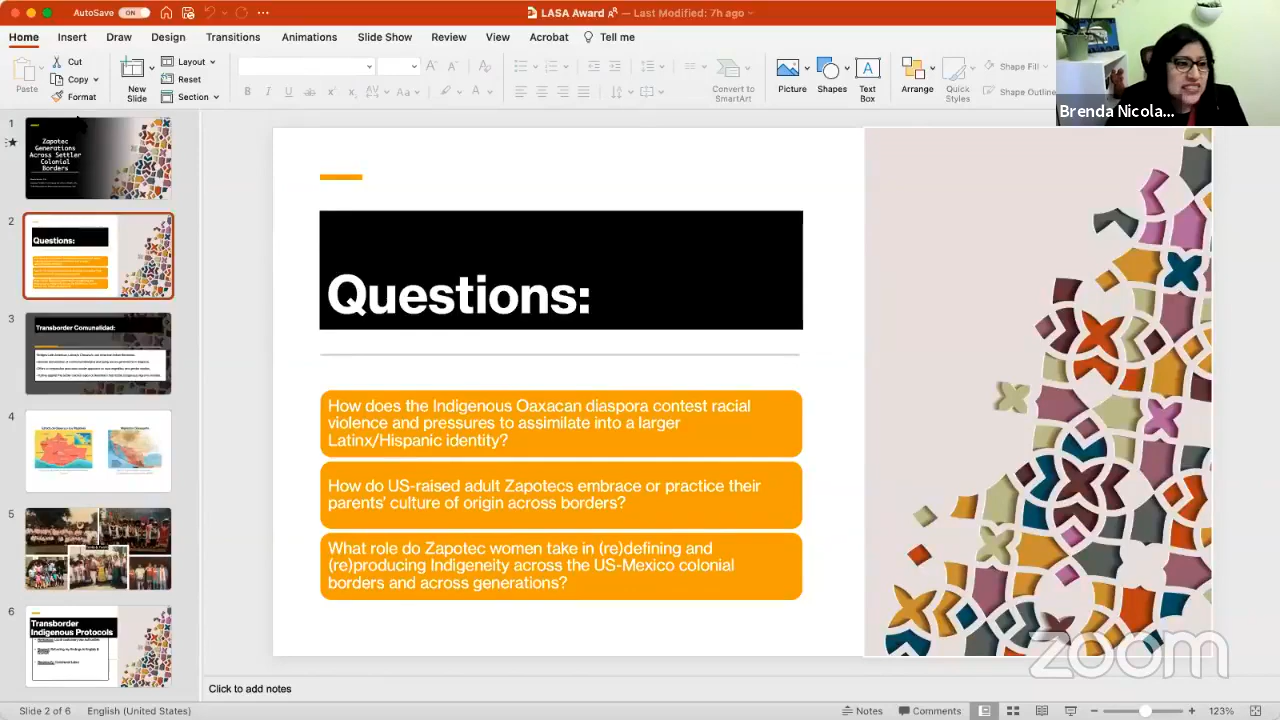 AutoSave
ON
LASA Award
— Last Modified: 7h ago
Home
Insert
Draw
Design
Transitions
Animations
Slide Show
Review
View
Acrobat
Tell me
Paste
Cut
Copy
Format
New
Slide
Layout
Reset
Section
Convert to
SmartArt
Picture
Shapes
Text
Box
Arrange
Quick
Styles
Shape Fill
Shape Outline
Brenda Nicola...
1
Zapotec
Generations
Across Settler
Colonial
Borders
2
Questions:
3
Transborder Comunalidad:
4
5
6
Transborder
Indigenous Protocols
Questions:
How does the Indigenous Oaxacan diaspora contest racial
violence and pressures to assimilate into a larger
Latinx/Hispanic identity?
How do US-raised adult Zapotecs embrace or practice their
parents' culture of origin across borders?
What role do Zapotec women take in (re)defining and
(re)producing Indigeneity across the US-Mexico colonial
borders and across generations?
zoom
Click to add notes
Slide 2 of 6
English (United States)
Notes
Comments
123%